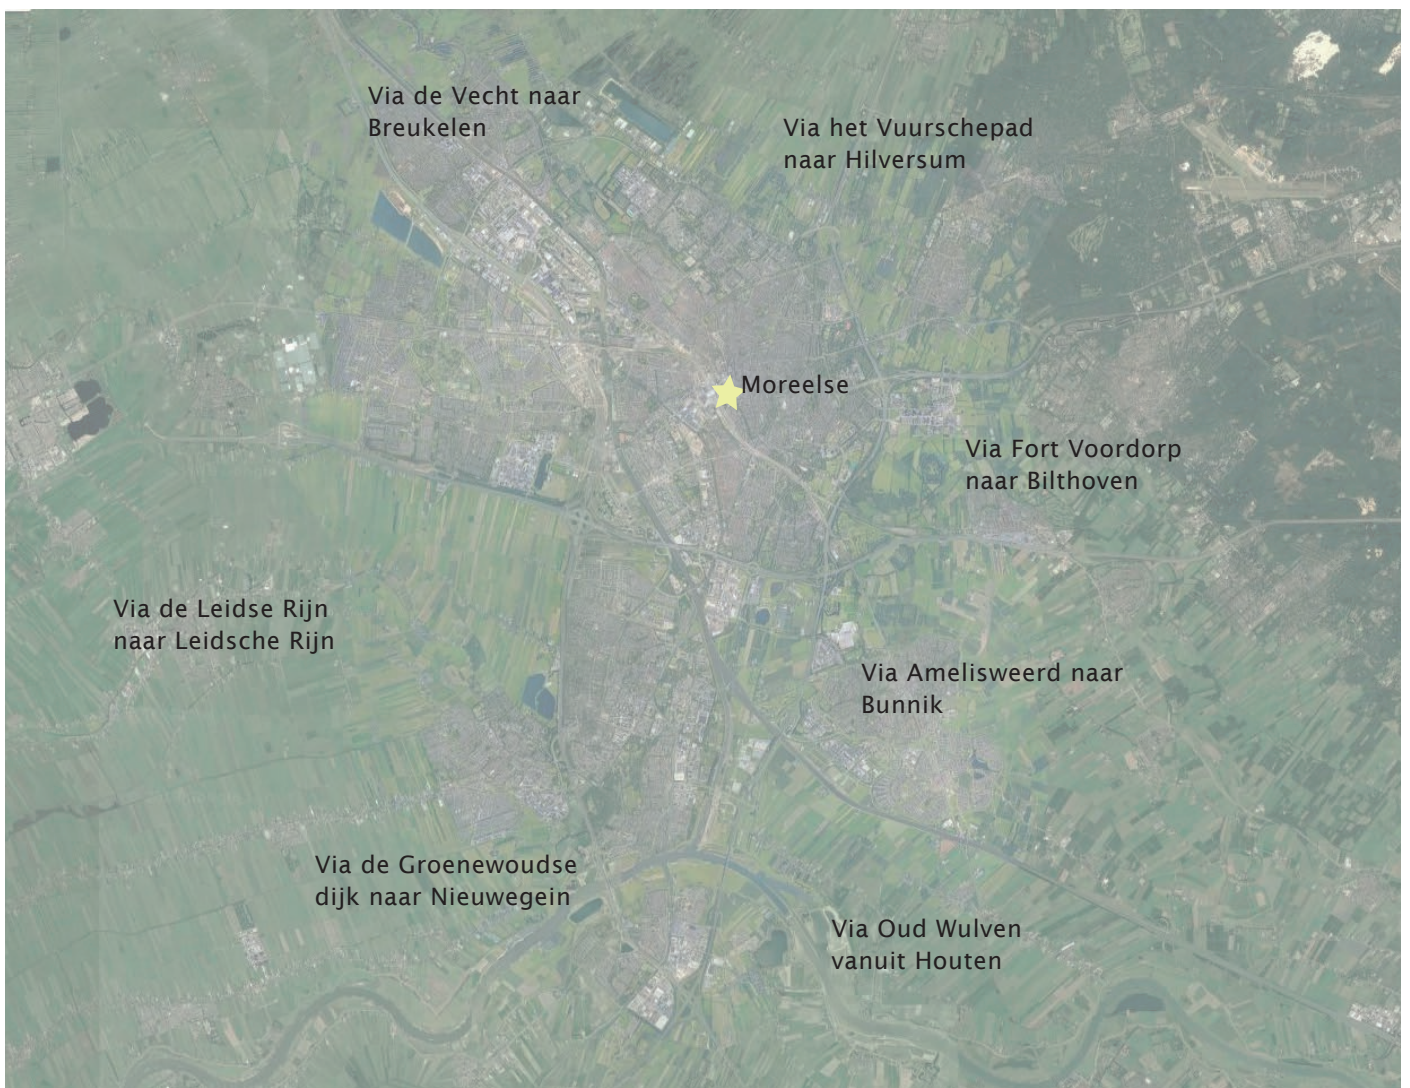 Via de Vecht naar
Breukelen
Via het Vuurschepad
naar Hilversum
Moreelse
Via Fort Voordorp
naar Bilthoven
Via de Leidse Rijn
naar Leidsche Rijn
Via Amelisweerd naar
Bunnik
Via de Groenewoudse
dijk naar Nieuwegein
Via Oud Wulven
vanuit Houten